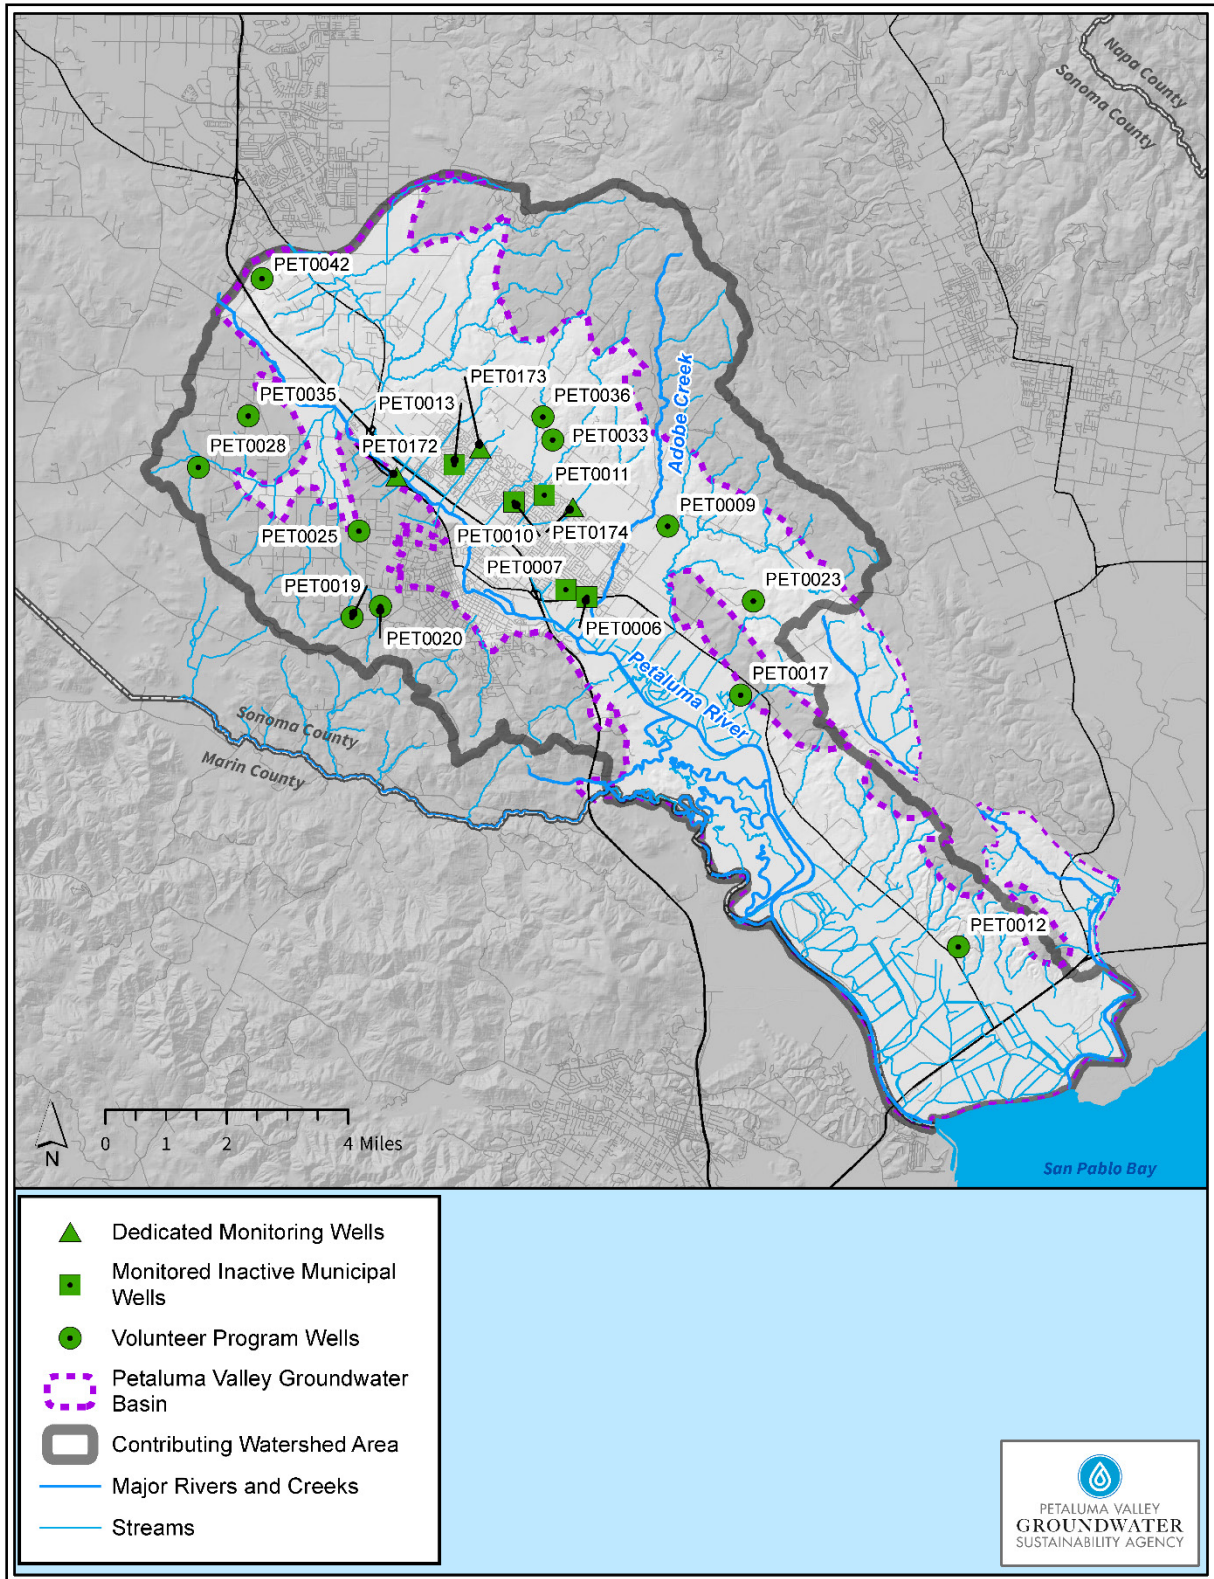 Napa County
Sonoma County
PET0042
PET0173
PET0013
PET0035
PET0036
PET0028
PET0172
PET0033
Adobe Creek
PET0011
PET0009
PET0025
PET0010
PET0174
PET0007
PET0019
PET0023
PET0020
PET0006
Petaluma River
PET0017
Sonoma County
Marin County
PET0012
N
0 1 2 4 Miles
San Pablo Bay
Dedicated Monitoring Wells
Monitored Inactive Municipal
Wells
Volunteer Program Wells
Petaluma Valley Groundwater
Basin
Contributing Watershed Area
Major Rivers and Creeks
Streams
PETALUMA VALLEY
GROUNDWATER
SUSTAINABILITY AGENCY